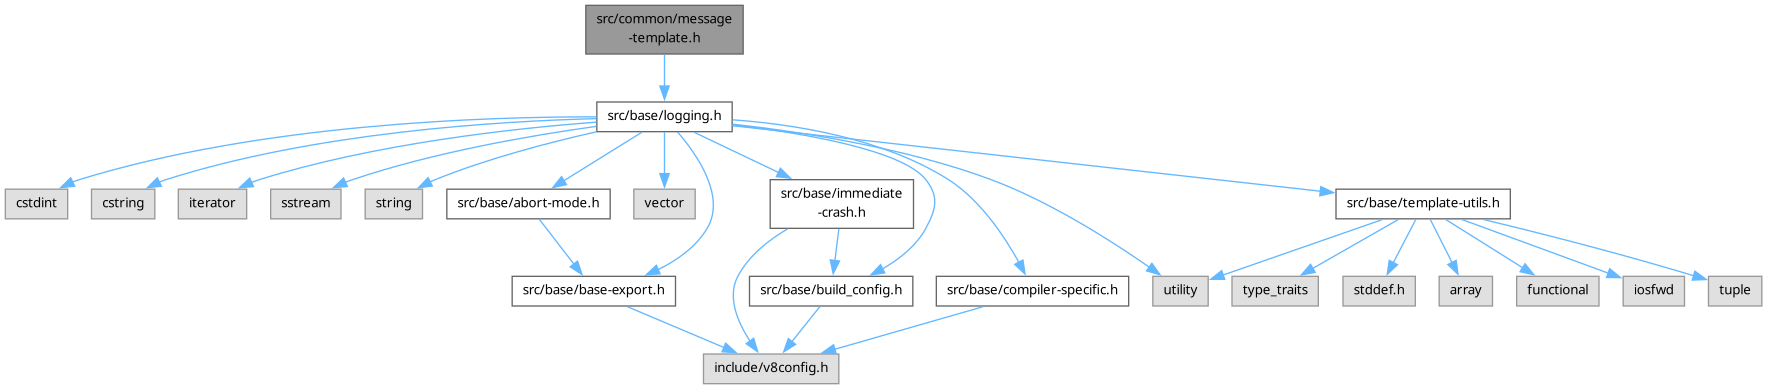 src/common/message
-template.h
src/base/logging.h
cstdint
cstring
iterator
sstream
string
src/base/abort-mode.h
vector
src/base/immediate
-crash.h
src/base/template-utils.h
src/base/base-export.h
src/base/build_config.h
src/base/compiler-specific.h
utility
type_traits
stddef.h
array
functional
iosfwd
tuple
include/v8config.h